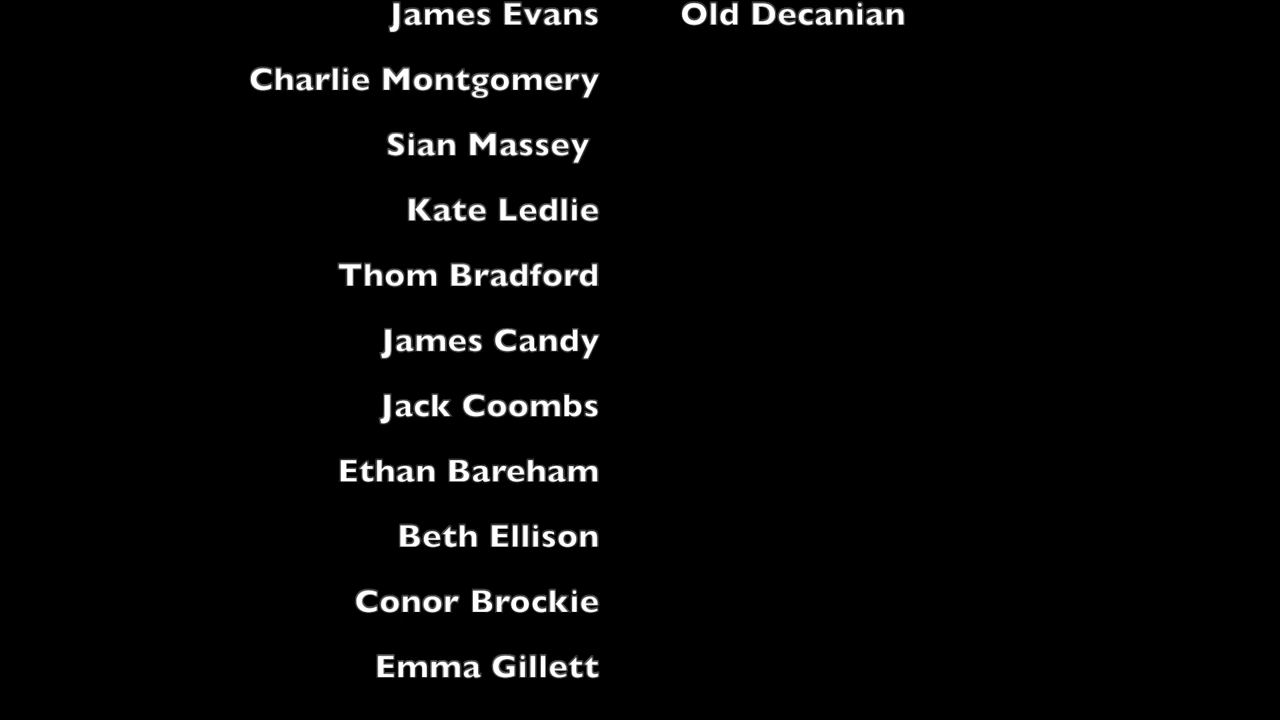 James Evans Old Decanian
Charlie Montgomery
Sian Massey
Kate Ledlie
Thom Bradford
James Candy
Jack Coombs
Ethan Bareham
Beth Ellison
Conor Brockie
Emma Gillett